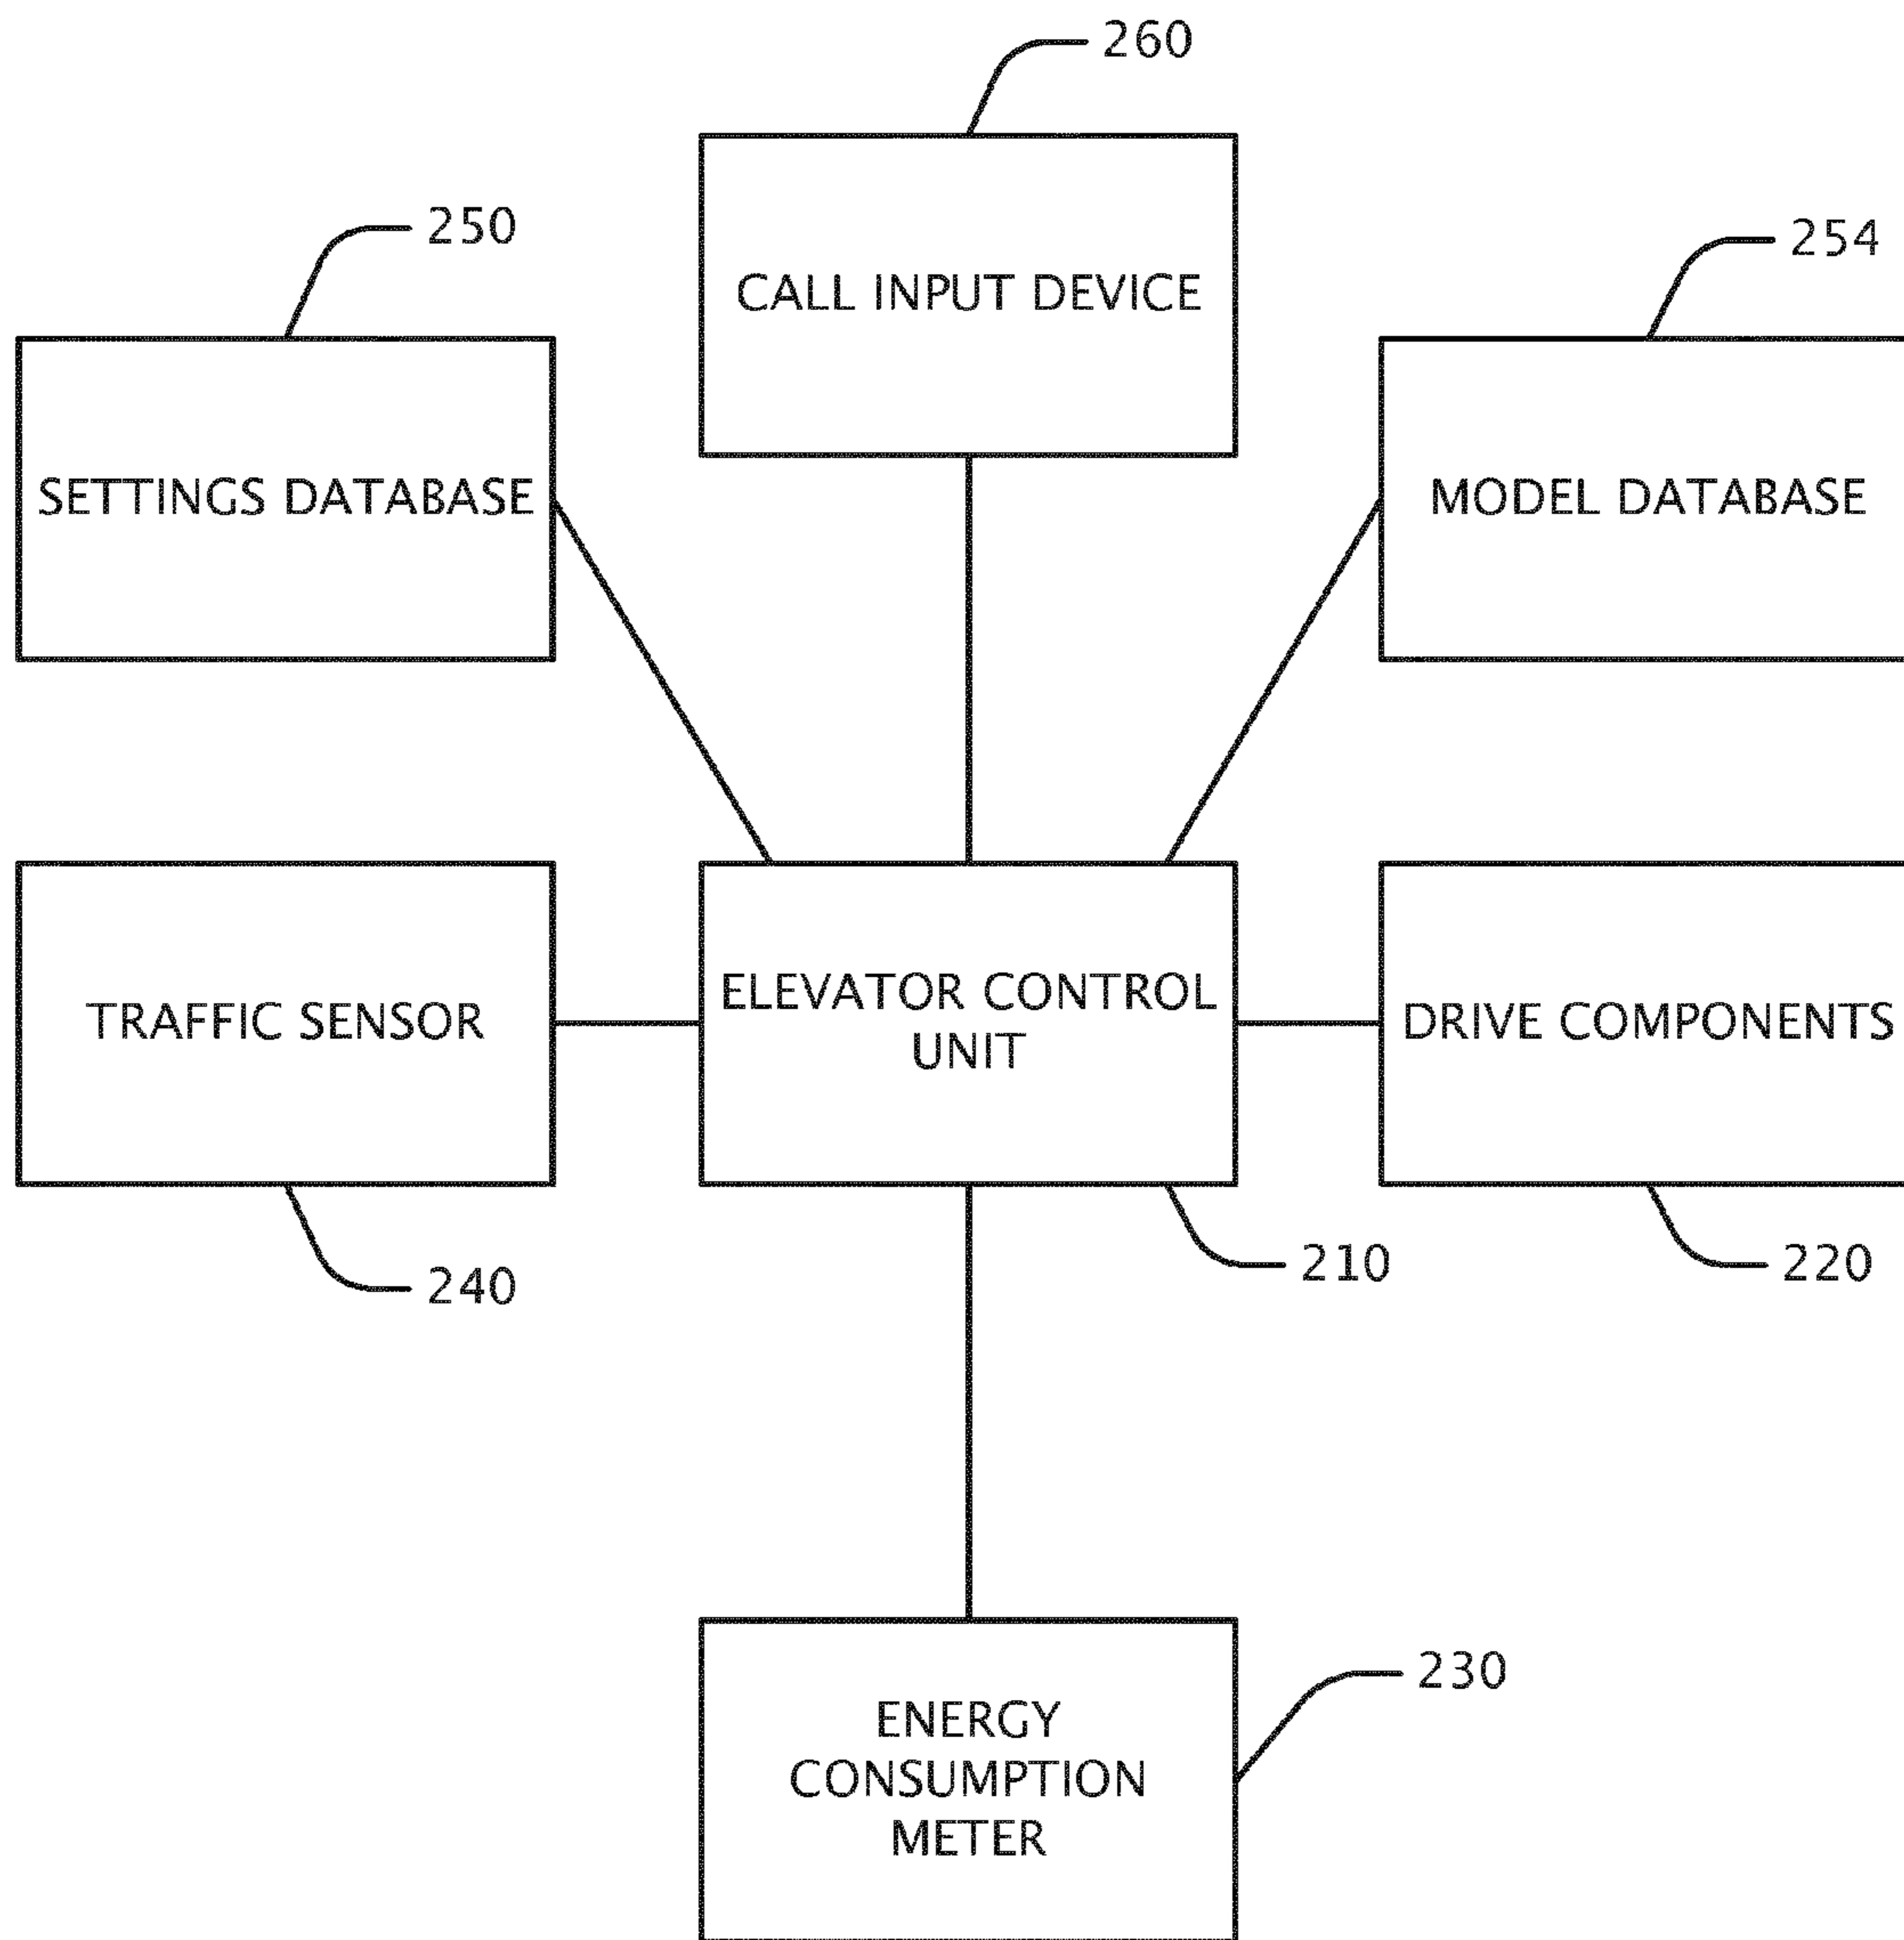 260
250
254
CALL INPUT DEVICE
SETTINGS DATABASE
MODEL DATABASE
TRAFFIC SENSOR
ELEVATOR CONTROL
UNIT
DRIVE COMPONENTS
240
210
220
230
ENERGY
CONSUMPTION
METER